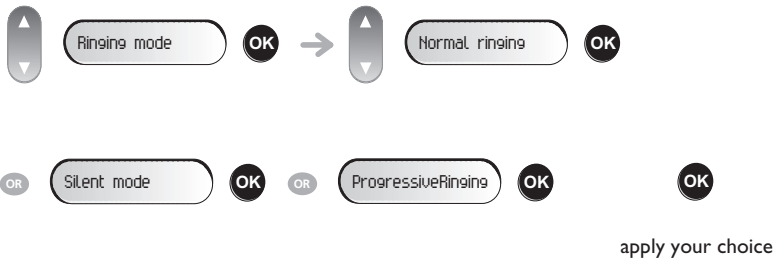 Ringing mode OK Normal ringing OK
OR Silent mode OK OR ProgressiveRinging OK OK
apply your choice